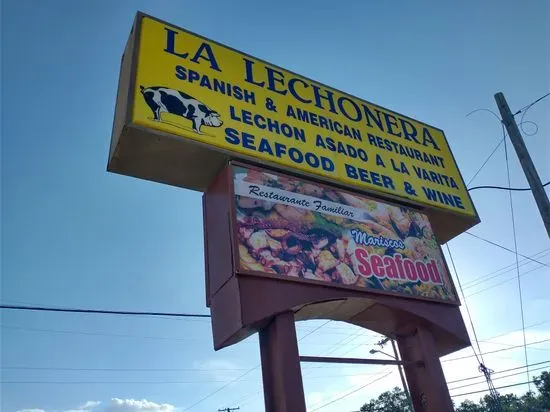 LA LECHONERA
SPANISH & AMERICAN RESTAURANT
LECHON ASADO A LA VARITA
SEAFOOD BEER & WINE
Restaurante Familiar
Mariscos
Seafood